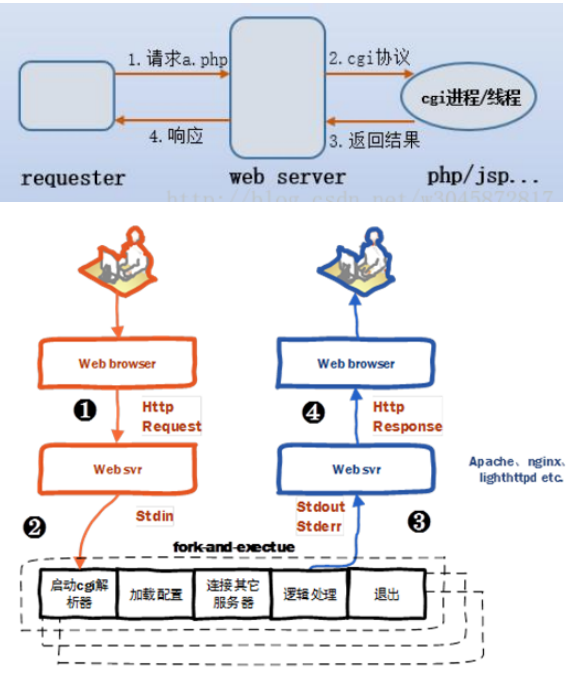 1.请求a.php
2.cgi协议
cgi进程/线程
4.响应
3.返回结果
requester
web server
php/jsp...
http://blog.csdn.net/m3045872817
Web browser
Web browser
❶
Http
Request
❹
Http
Response
Web svr
Web svr
Apache、nginx、
lighthttpd etc.
❷
Stdin
Stdout
Stderr
❸
fork-and-exectue
启动cgi解
析器
加载配置
连接其它
服务器
逻辑处理
退出